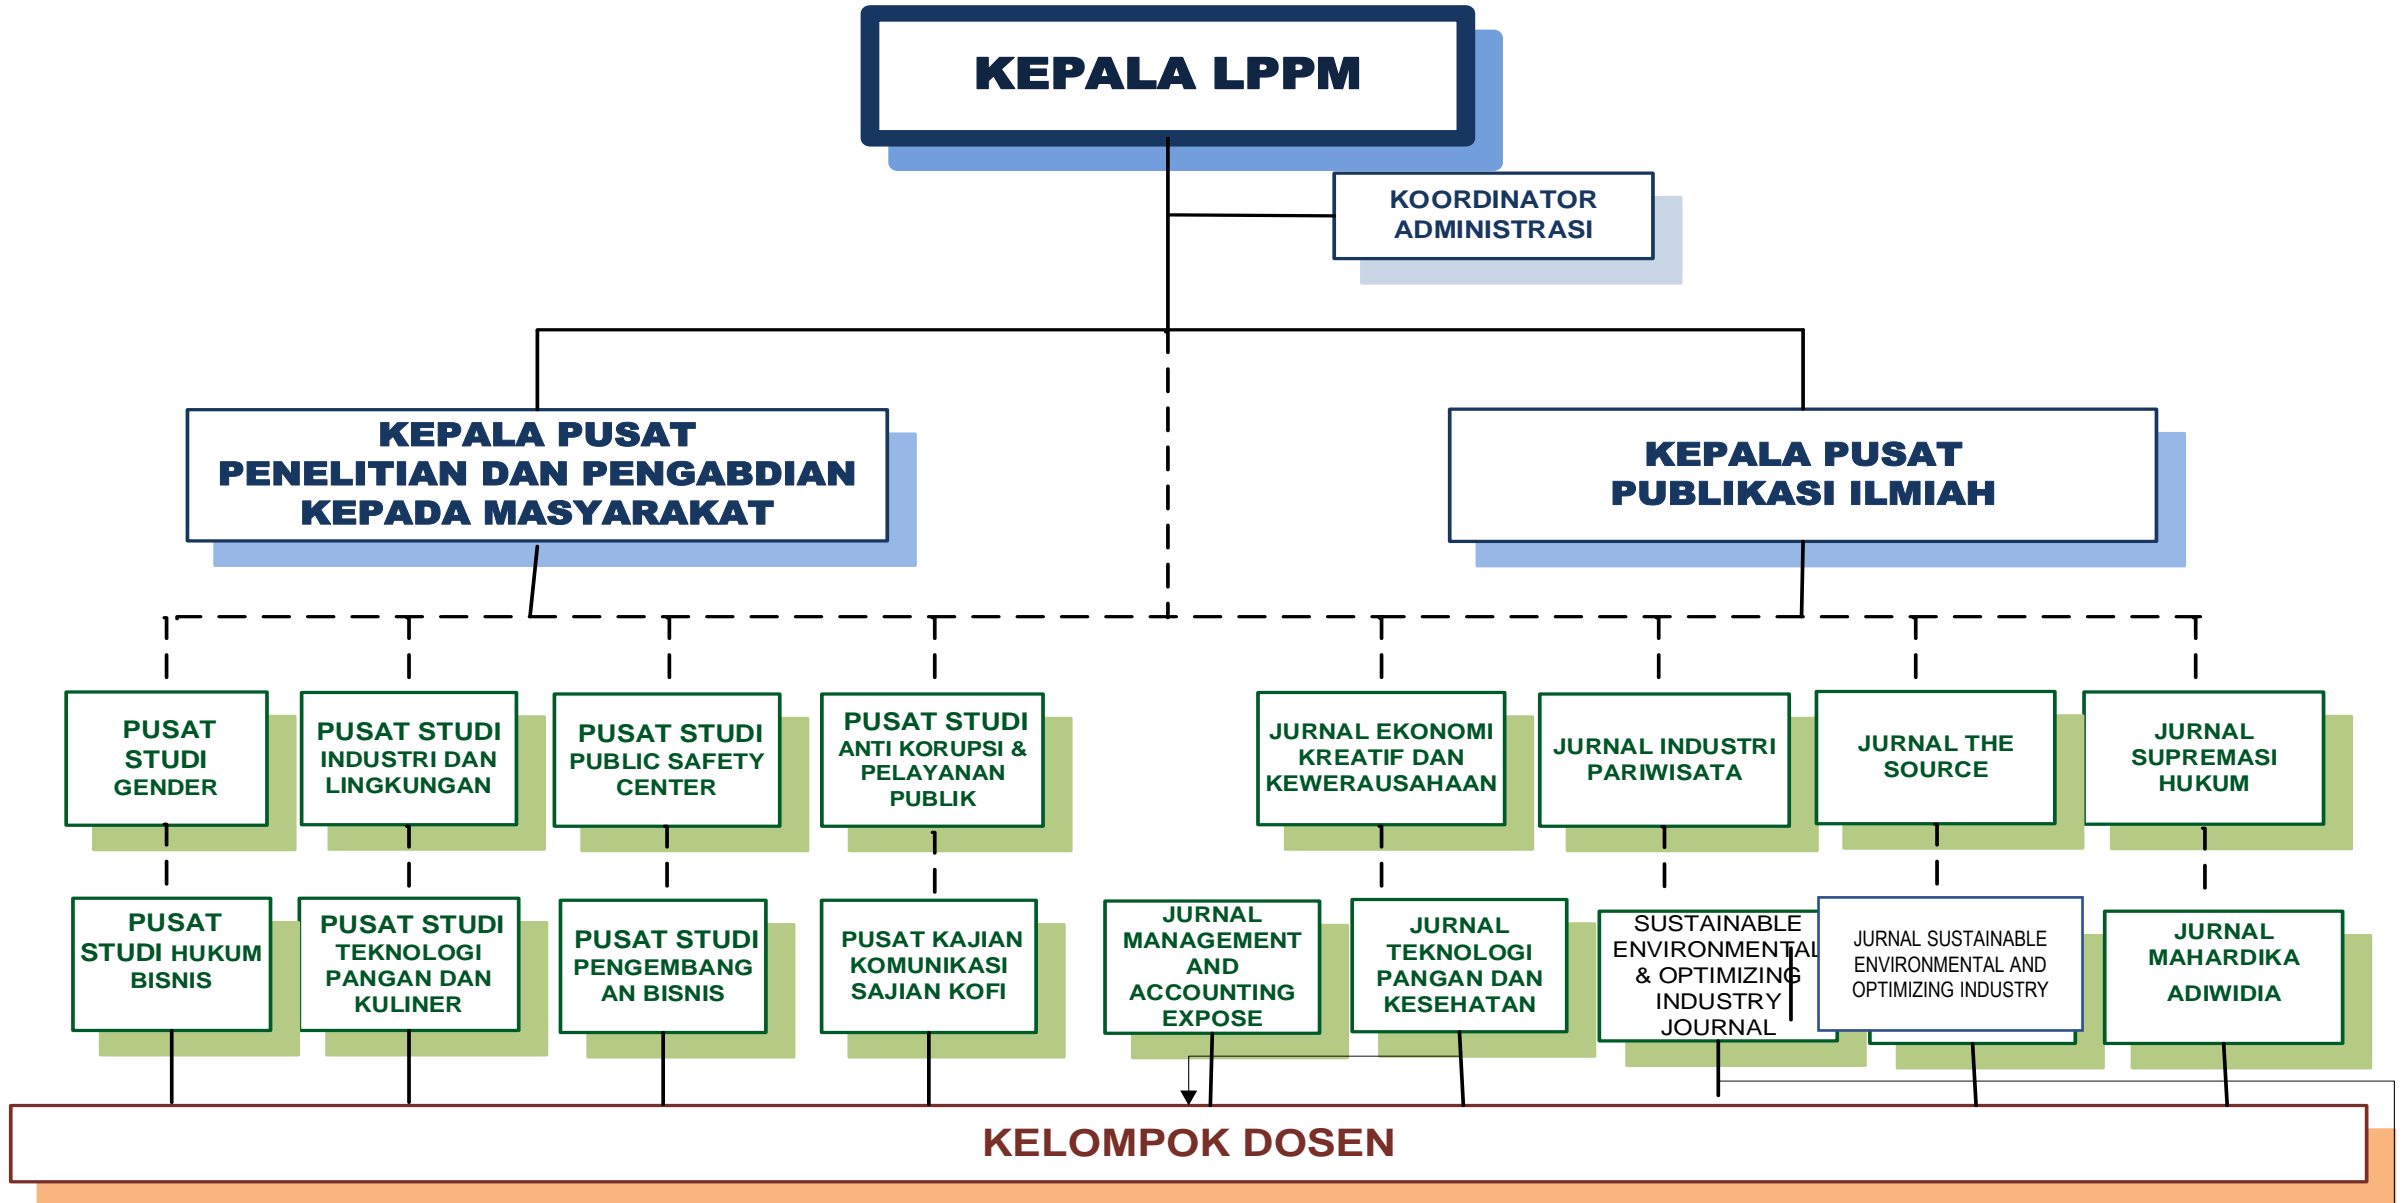 KEPALA LPPM
KOORDINATOR
ADMINISTRASI
KEPALA PUSAT
PENELITIAN DAN PENGABDIAN
KEPADA MASYARAKAT
KEPALA PUSAT
PUBLIKASI ILMIAH
PUSAT
STUDI
GENDER
PUSAT STUDI
INDUSTRI DAN
LINGKUNGAN
PUSAT STUDI
PUBLIC SAFETY
CENTER
PUSAT STUDI
ANTI KORUPSI &
PELAYANAN
PUBLIK
JURNAL EKONOMI
KREATIF DAN
KEWERAUSAHAAN
JURNAL INDUSTRI
PARIWISATA
JURNAL THE
SOURCE
JURNAL
SUPREMASI
HUKUM
PUSAT
STUDI HUKUM
BISNIS
PUSAT STUDI
TEKNOLOGI
PANGAN DAN
KULINER
PUSAT STUDI
PENGEMBANG
AN BISNIS
PUSAT KAJIAN
KOMUNIKASI
SAJIAN KOFI
JURNAL
MANAGEMENT
AND
ACCOUNTING
EXPOSE
JURNAL
TEKNOLOGI
PANGAN DAN
KESEHATAN
SUSTAINABLE
ENVIRONMENTAL
& OPTIMIZING
INDUSTRY
JOURNAL
JURNAL SUSTAINABLE
ENVIRONMENTAL AND
OPTIMIZING INDUSTRY
JURNAL
MAHARDIKA
ADIWIDIA
KELOMPOK DOSEN